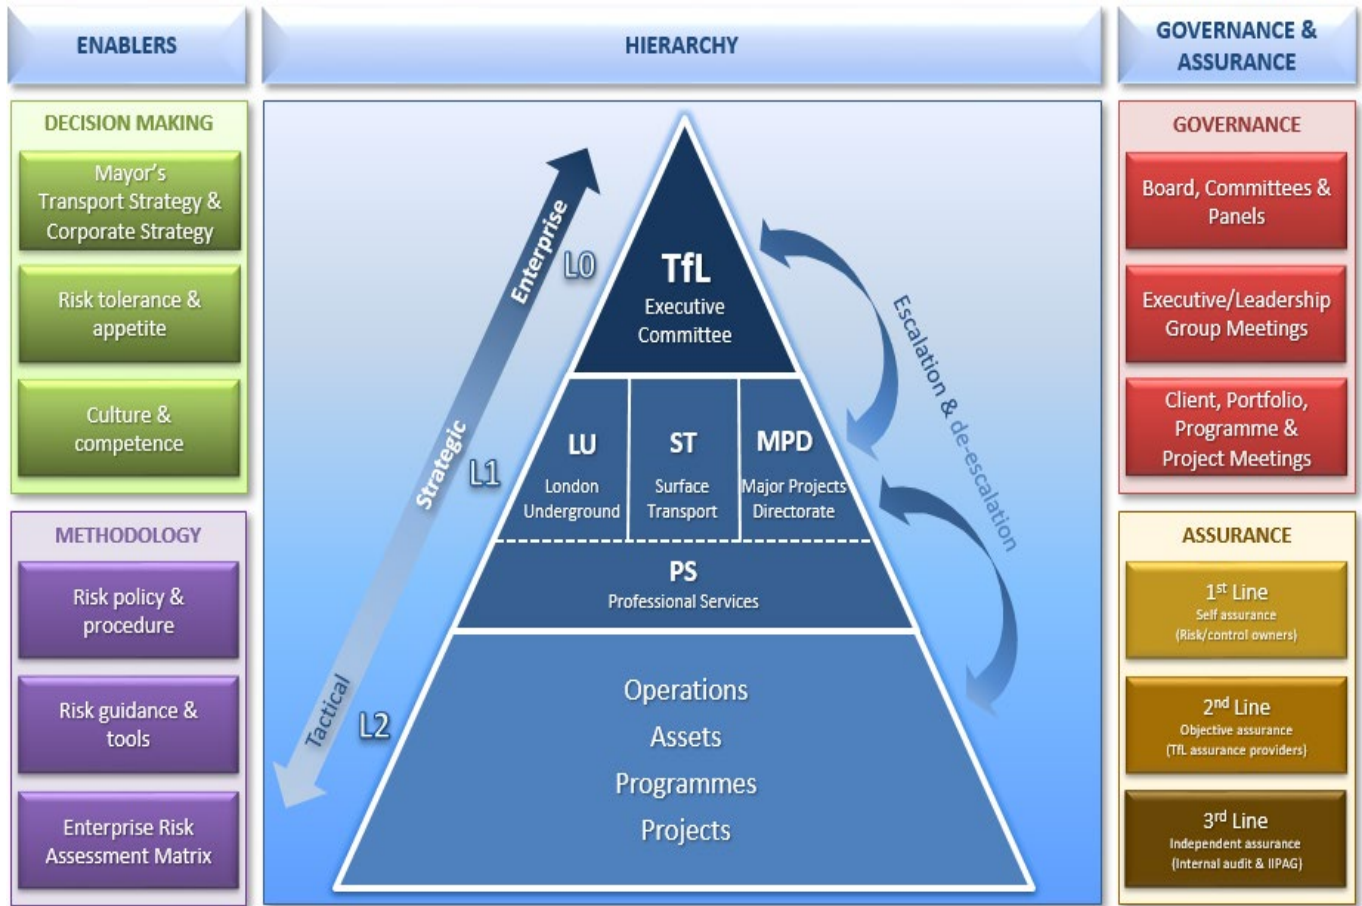 ENABLERS
HIERARCHY
GOVERNANCE &
ASSURANCE
DECISION MAKING
Mayor's
Transport Strategy &
Corporate Strategy
Risk tolerance &
appetite
Culture &
competence
METHODOLOGY
Risk policy &
procedure
Risk guidance &
tools
Enterprise Risk
Assessment Matrix
Enterprise
Strategic
Tactical
L0
L1
L2
TfL
Executive
Committee
LU
London
Underground
ST
Surface
Transport
MPD
Major Projects
Directorate
PS
Professional Services
Operations
Assets
Programmes
Projects
Escalation & de-escalation
GOVERNANCE
Board, Committees &
Panels
Executive/Leadership
Group Meetings
Client, Portfolio,
Programme &
Project Meetings
ASSURANCE
1st Line
Self assurance
(Risk/control owners)
2nd Line
Objective assurance
(TfL assurance providers)
3rd Line
Independent assurance
(Internal audit & IIPAG)